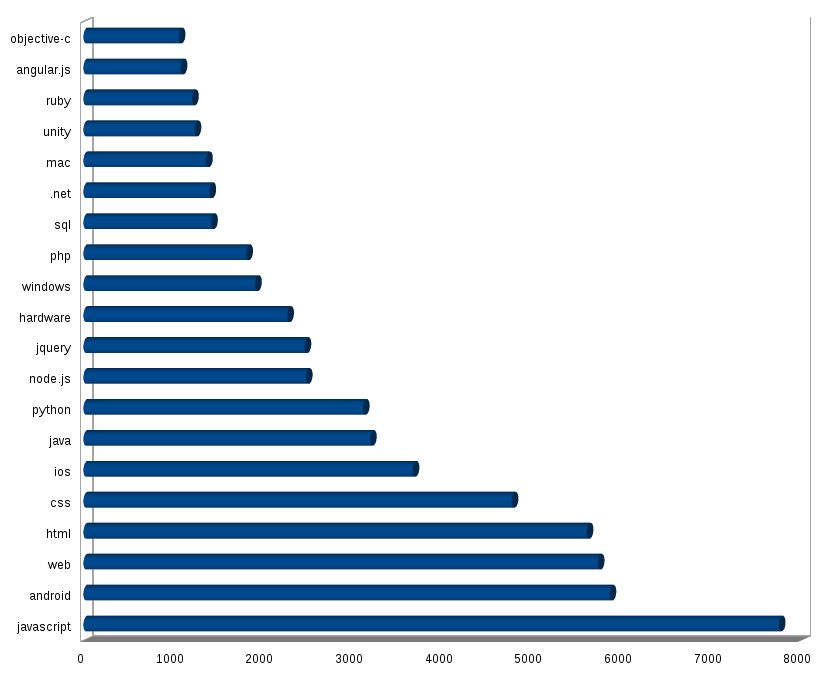 objective-c
angular.js
ruby
unity
mac
.net
sql
php
windows
hardware
jquery
node.js
python
java
ios
css
html
web
android
javascript
0 1000 2000 3000 4000 5000 6000 7000 8000